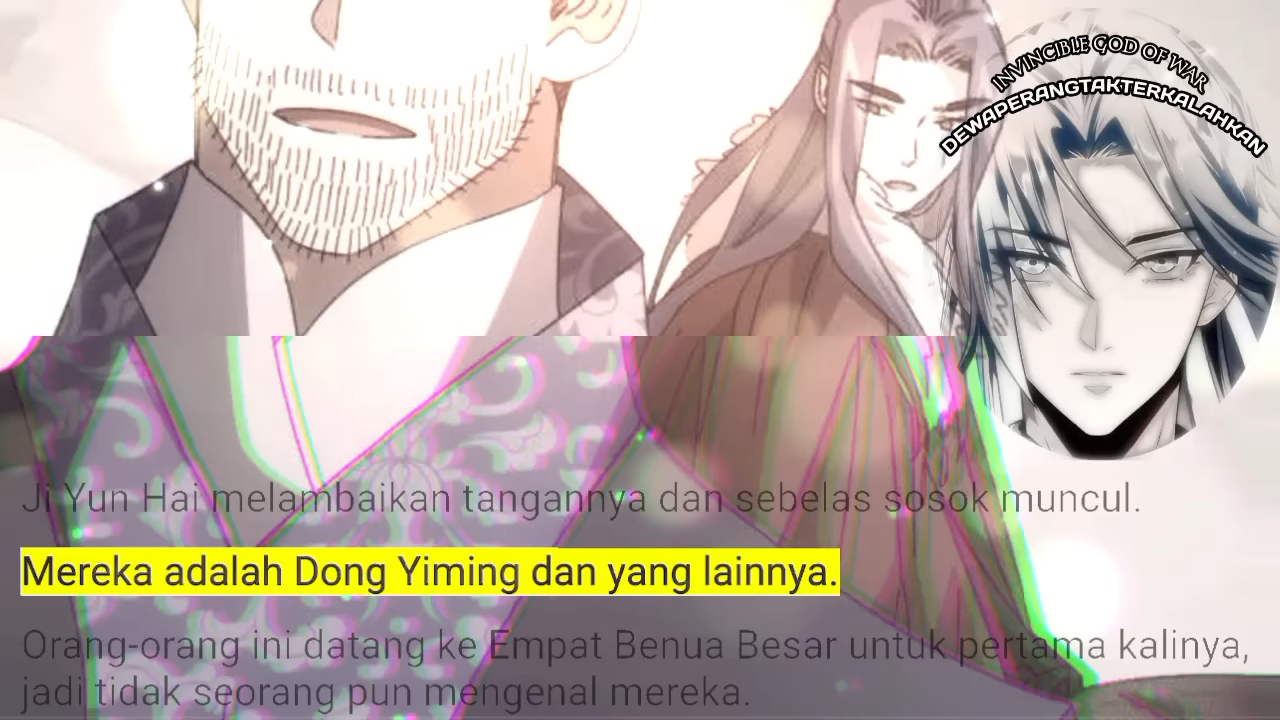 INVINCIBLE GOD OF WAR
DEWAPERANGTAKTERKALAHKAN
Ji Yun Hai melambaikan tangannya dan sebelas sosok muncul.
Mereka adalah Dong Yiming dan yang lainnya.
Orang-orang ini datang ke Empat Benua Besar untuk pertama kalinya,
jadi tidak seorang pun mengenal mereka.